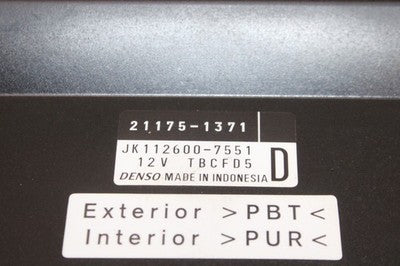 21175-1371
JK112600-7551
12V TBCFD5 D
DENSO MADE IN INDONESIA
Exterior >PBT<
Interior >PUR<